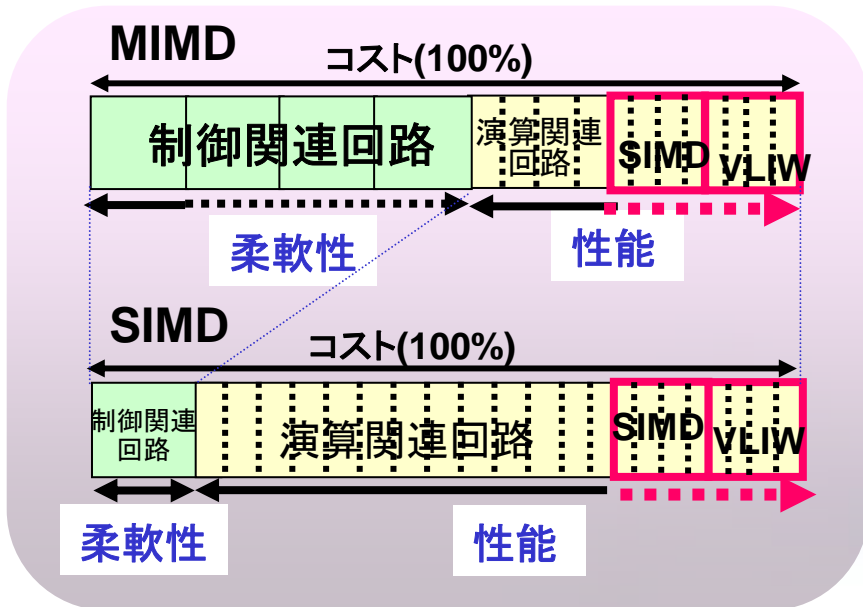 MIMD
コスト(100%)
制御関連回路
演算関連
回路
SIMD
VLIW
柔軟性
性能
SIMD
コスト(100%)
制御関連
回路
演算関連回路
SIMD
VLIW
柔軟性
性能